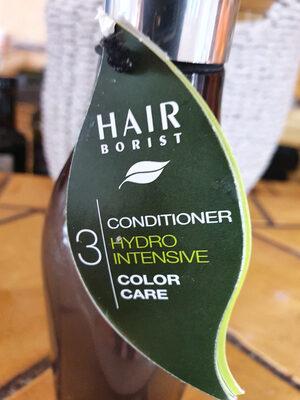 HAIR
BORIST
3
CONDITIONER
HYDRO
INTENSIVE
COLOR
CARE